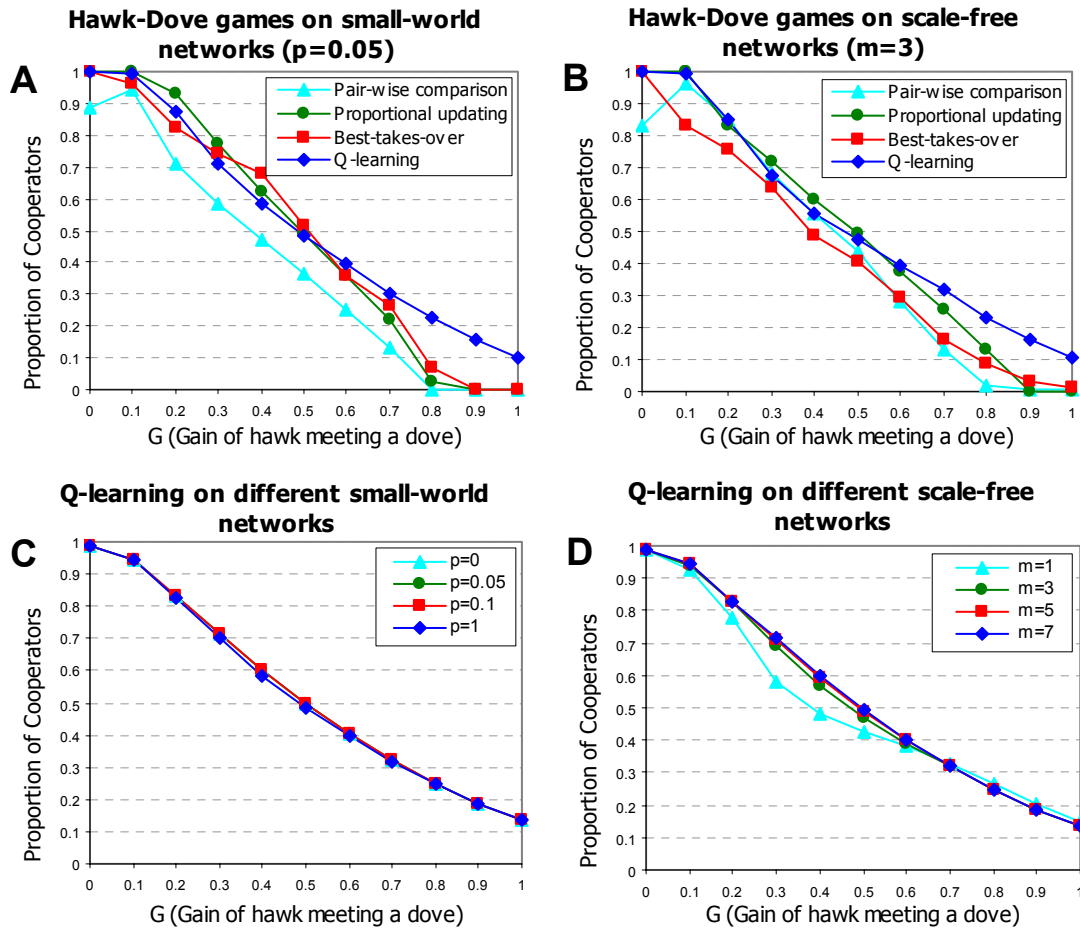 Hawk-Dove games on small-world
networks (p=0.05)
A
Proportion of Cooperators
1
0.9
0.8
0.7
0.6
0.5
0.4
0.3
0.2
0.1
0
Pair-wise comparison
Proportional updating
Best-takes-over
Q-learning
0 0.1 0.2 0.3 0.4 0.5 0.6 0.7 0.8 0.9 1
G (Gain of hawk meeting a dove)
Hawk-Dove games on scale-free
networks (m=3)
B
Proportion of Cooperators
1
0.9
0.8
0.7
0.6
0.5
0.4
0.3
0.2
0.1
0
Pair-wise comparison
Proportional updating
Best-takes-over
Q-learning
0 0.1 0.2 0.3 0.4 0.5 0.6 0.7 0.8 0.9 1
G (Gain of hawk meeting a dove)
Q-learning on different small-world
networks
C
Proportion of Cooperators
1
0.9
0.8
0.7
0.6
0.5
0.4
0.3
0.2
0.1
0
p=0
p=0.05
p=0.1
p=1
0 0.1 0.2 0.3 0.4 0.5 0.6 0.7 0.8 0.9 1
G (Gain of hawk meeting a dove)
Q-learning on different scale-free
networks
D
Proportion of Cooperators
1
0.9
0.8
0.7
0.6
0.5
0.4
0.3
0.2
0.1
0
m=1
m=3
m=5
m=7
0 0.1 0.2 0.3 0.4 0.5 0.6 0.7 0.8 0.9 1
G (Gain of hawk meeting a dove)